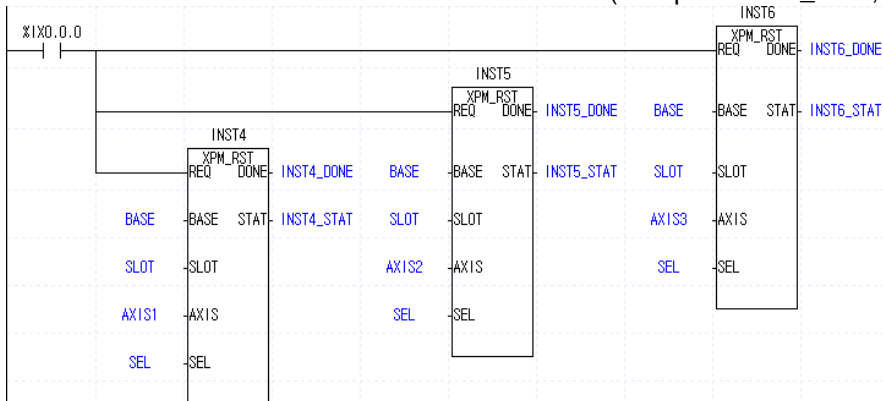 INST6
%IX0.0.0
XPM_RST
REQ DONE INST6_DONE
INST5
XPM_RST
REQ DONE INST5_DONE BASE BASE STAT INST6_STAT
INST4
XPM_RST
REQ DONE INST4_DONE BASE BASE STAT INST5_STAT SLOT SLOT
BASE BASE STAT INST4_STAT SLOT SLOT AXIS3 AXIS
SLOT SLOT AXIS2 AXIS SEL SEL
AXIS1 AXIS SEL SEL
SEL SEL